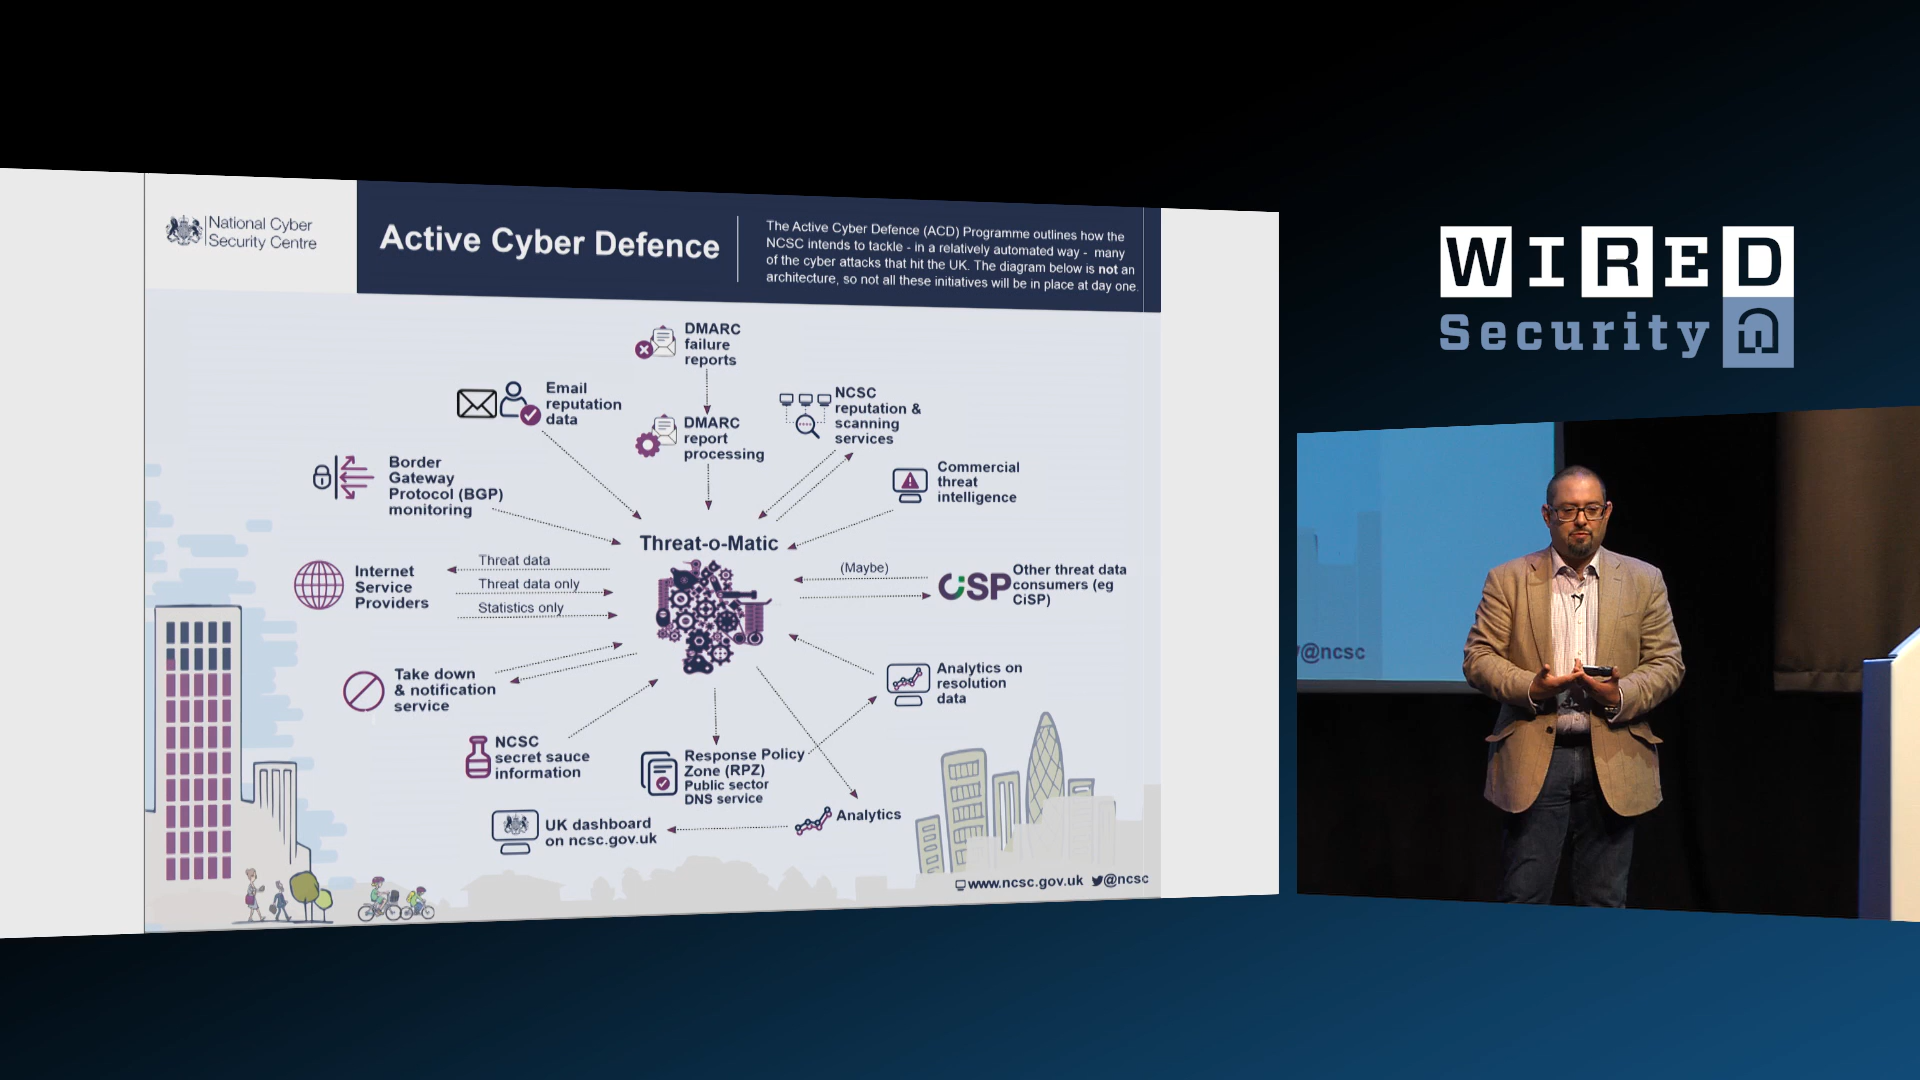 National Cyber
Security Centre
Active Cyber Defence
The Active Cyber Defence (ACD) Programme outlines how the
NCSC intends to tackle - in a relatively automated way - many
of the cyber attacks that hit the UK. The diagram below is not an
architecture, so not all these initiatives will be in place at day one.
DMARC
failure
reports
Email
reputation
data
DMARC
report
processing
NCSC
reputation &
scanning
services
Border
Gateway
Protocol (BGP)
monitoring
Commercial
threat
intelligence
Threat-o-Matic
Internet
Service
Providers
Threat data
Threat data only
Statistics only
(Maybe)
CiSP
Other threat data
consumers (eg
CiSP)
Take down
& notification
service
Analytics on
resolution
data
NCSC
secret sauce
information
Response Policy
Zone (RPZ)
Public sector
DNS service
UK dashboard
on ncsc.gov.uk
Analytics
www.ncsc.gov.uk @ncsc
WIRED
Security
@ncsc